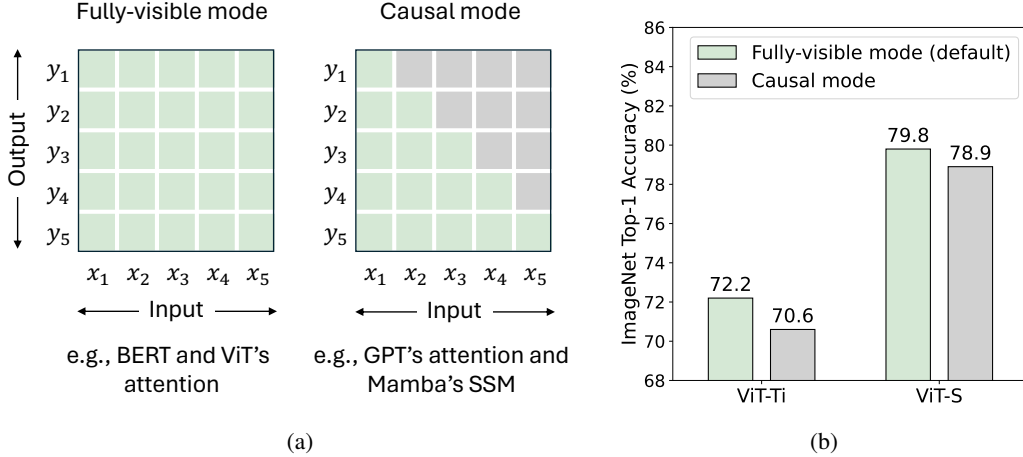 Fully-visible mode
Causal mode
Output
y₁
y₂
y₃
y₄
y₅
x₁ x₂ x₃ x₄ x₅
Input
e.g., BERT and ViT's
attention
y₁
y₂
y₃
y₄
y₅
x₁ x₂ x₃ x₄ x₅
Input
e.g., GPT's attention and
Mamba's SSM
(a)
ImageNet Top-1 Accuracy (%)
86
84
82
80
78
76
74
72
70
68
Fully-visible mode (default)
Causal mode
72.2
70.6
79.8
78.9
ViT-Ti
ViT-S
(b)